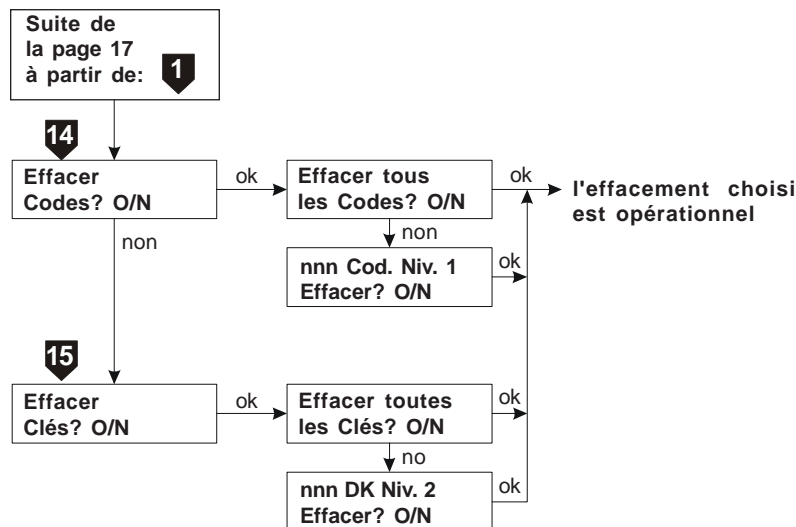 Suite de
la page 17
à partir de: 1
14
Effacer
Codes? O/N
ok
Effacer tous
les Codes? O/N
ok
l'effacement choisi
est opérationnel
non
non
nnn Cod. Niv. 1
Effacer? O/N
ok
15
Effacer
Clés? O/N
ok
Effacer toutes
les Clés? O/N
ok
no
nnn DK Niv. 2
Effacer? O/N
ok